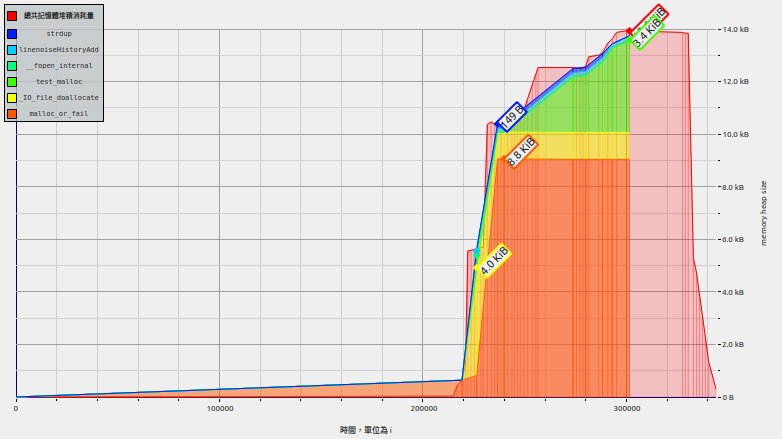 總共記憶體堆積消耗量
strdup
linenoiseHistoryAdd
__fopen_internal
test_malloc
_IO_file_doallocate
malloc_or_fail
3.4 KiB
149 B
8.8 KiB
4.0 KiB
14.0 kB
12.0 kB
10.0 kB
8.0 kB
6.0 kB
4.0 kB
2.0 kB
0 B
memory heap size
0
100000
200000
300000
時間，單位為 i